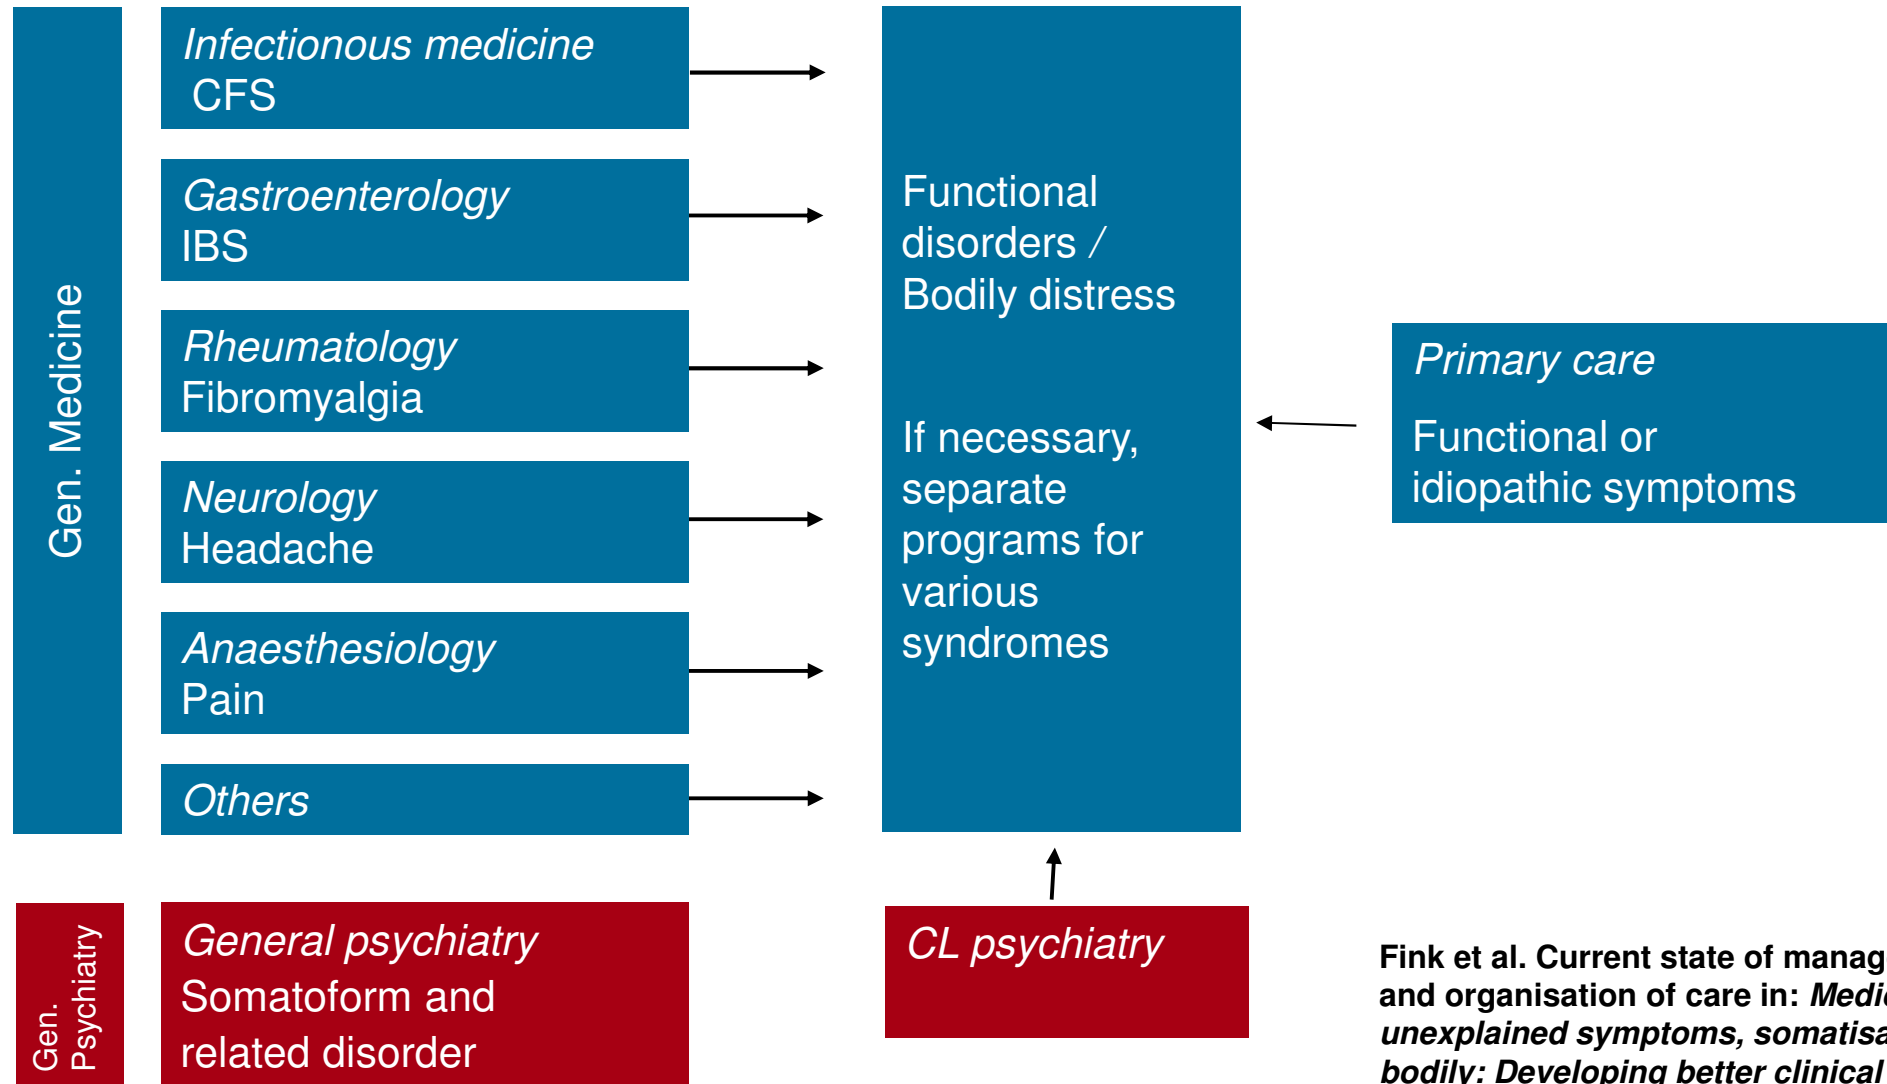 Gen. Medicine
Infectionous medicine
CFS
Gastroenterology
IBS
Rheumatology
Fibromyalgia
Neurology
Headache
Anaesthesiology
Pain
Others
Functional
disorders /
Bodily distress
If necessary,
separate
programs for
various
syndromes
Primary care
Functional or
idiopathic symptoms
Gen.
Psychiatry
General psychiatry
Somatoform and
related disorder
CL psychiatry
Fink et al. Current state of manag
and organisation of care in: Medic
unexplained symptoms, somatisa
bodily: Developing better clinical